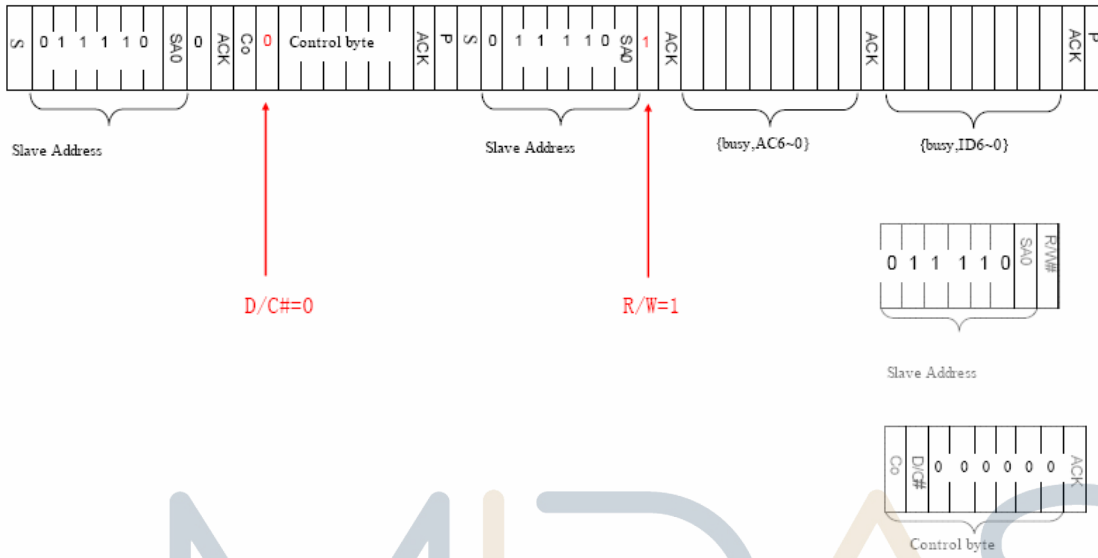 S 0 1 1 1 1 0 SA0 0 ACK Co 0 Control byte ACK P S 0 1 1 1 1 0 SA0 1 ACK ACK ACK P
Slave Address
Slave Address
{busy,AC6~0}
{busy,ID6~0}
0 1 1 1 1 0 SA0 R/W#
D/C#=0
R/W=1
Slave Address
Co D/C# 0 0 0 0 0 0 ACK
Control byte
MIDAS